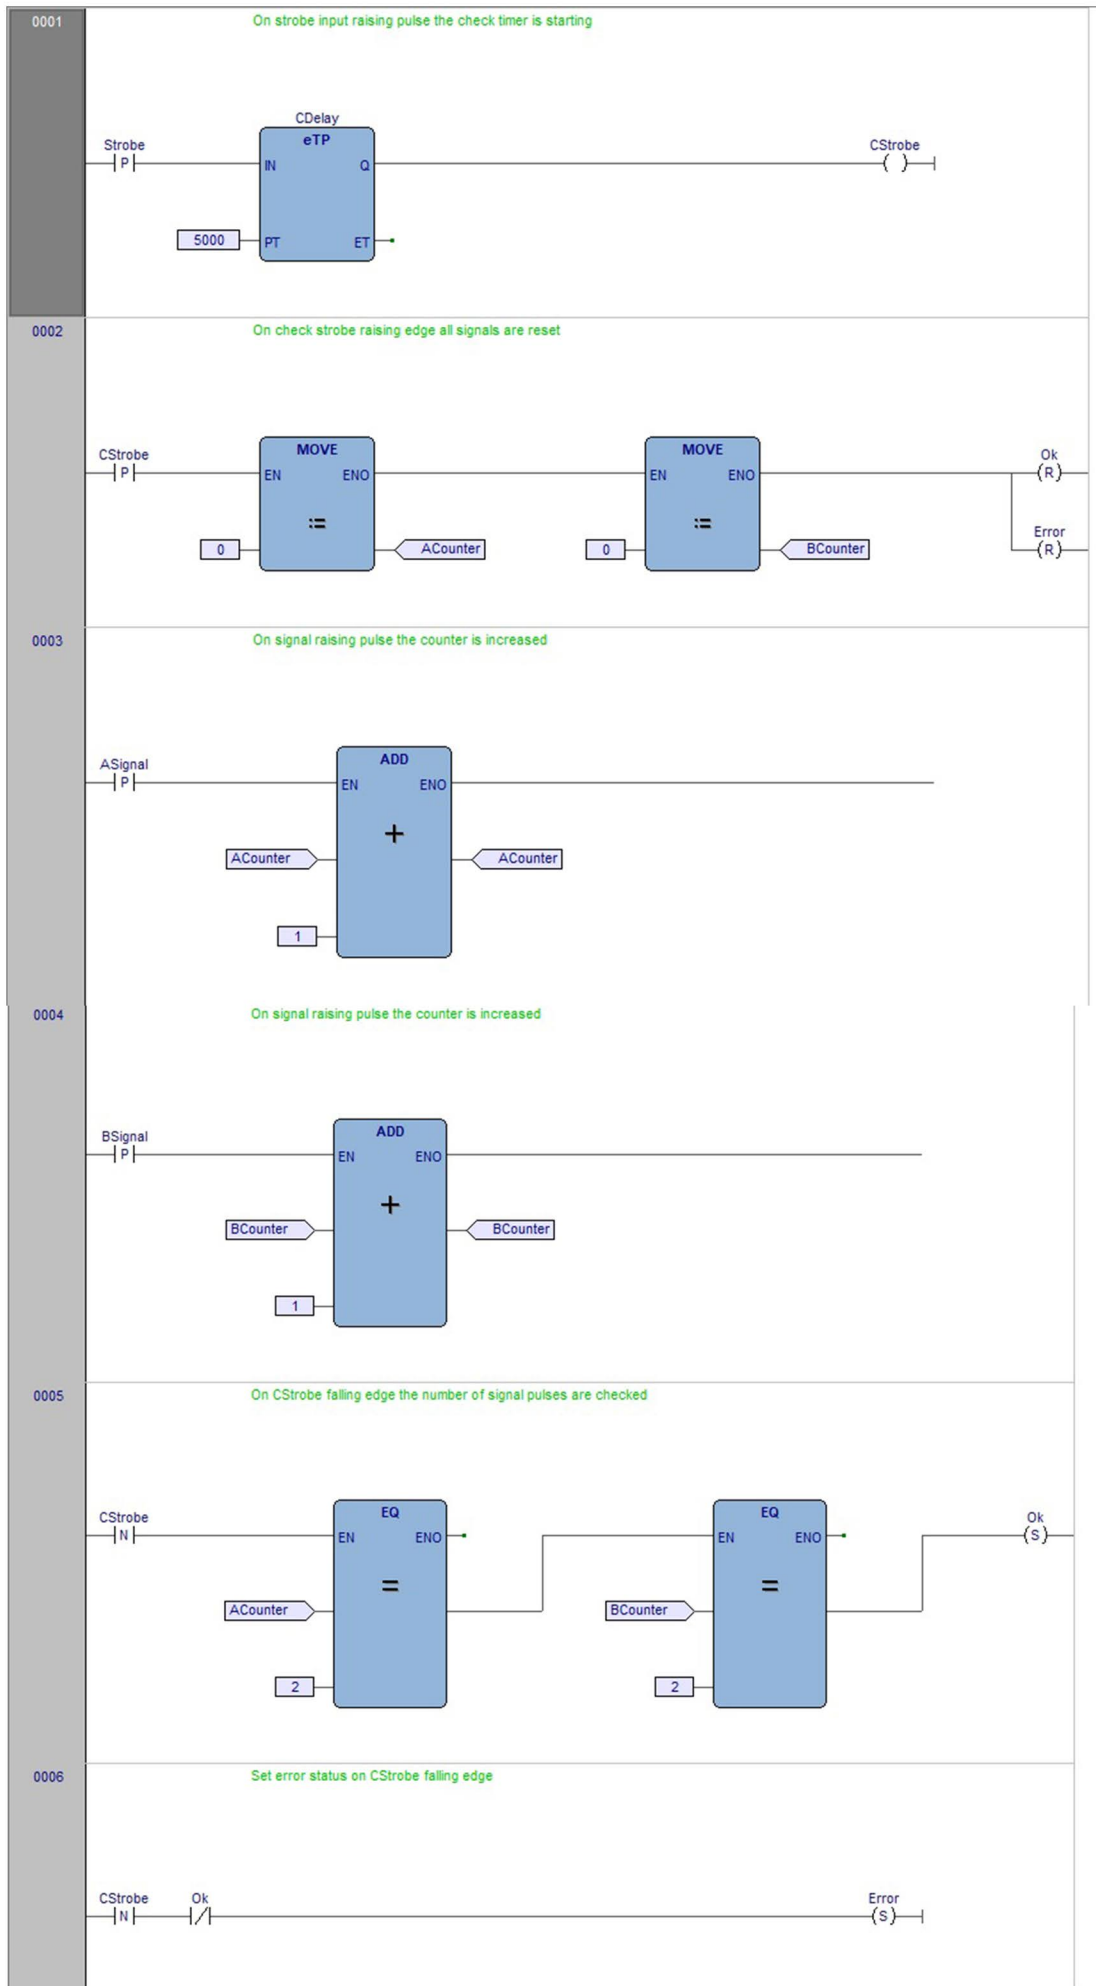 0001
On strobe input raising pulse the check timer is starting
CDelay
eTP
Strobe
CStrobe
P
IN
Q
5000
PT
ET
0002
On check strobe raising edge all signals are reset
MOVE
MOVE
CStrobe
Ok
P
EN
ENO
EN
ENO
R
:=
:=
Error
0
ACounter
0
BCounter
R
0003
On signal raising pulse the counter is increased
ADD
ASignal
P
EN
ENO
+
ACounter
ACounter
1
0004
On signal raising pulse the counter is increased
ADD
BSignal
P
EN
ENO
+
BCounter
BCounter
1
0005
On CStrobe falling edge the number of signal pulses are checked
EQ
EQ
CStrobe
Ok
N
EN
ENO
EN
ENO
S
=
=
ACounter
BCounter
2
2
0006
Set error status on CStrobe falling edge
CStrobe
Ok
Error
N
/
S